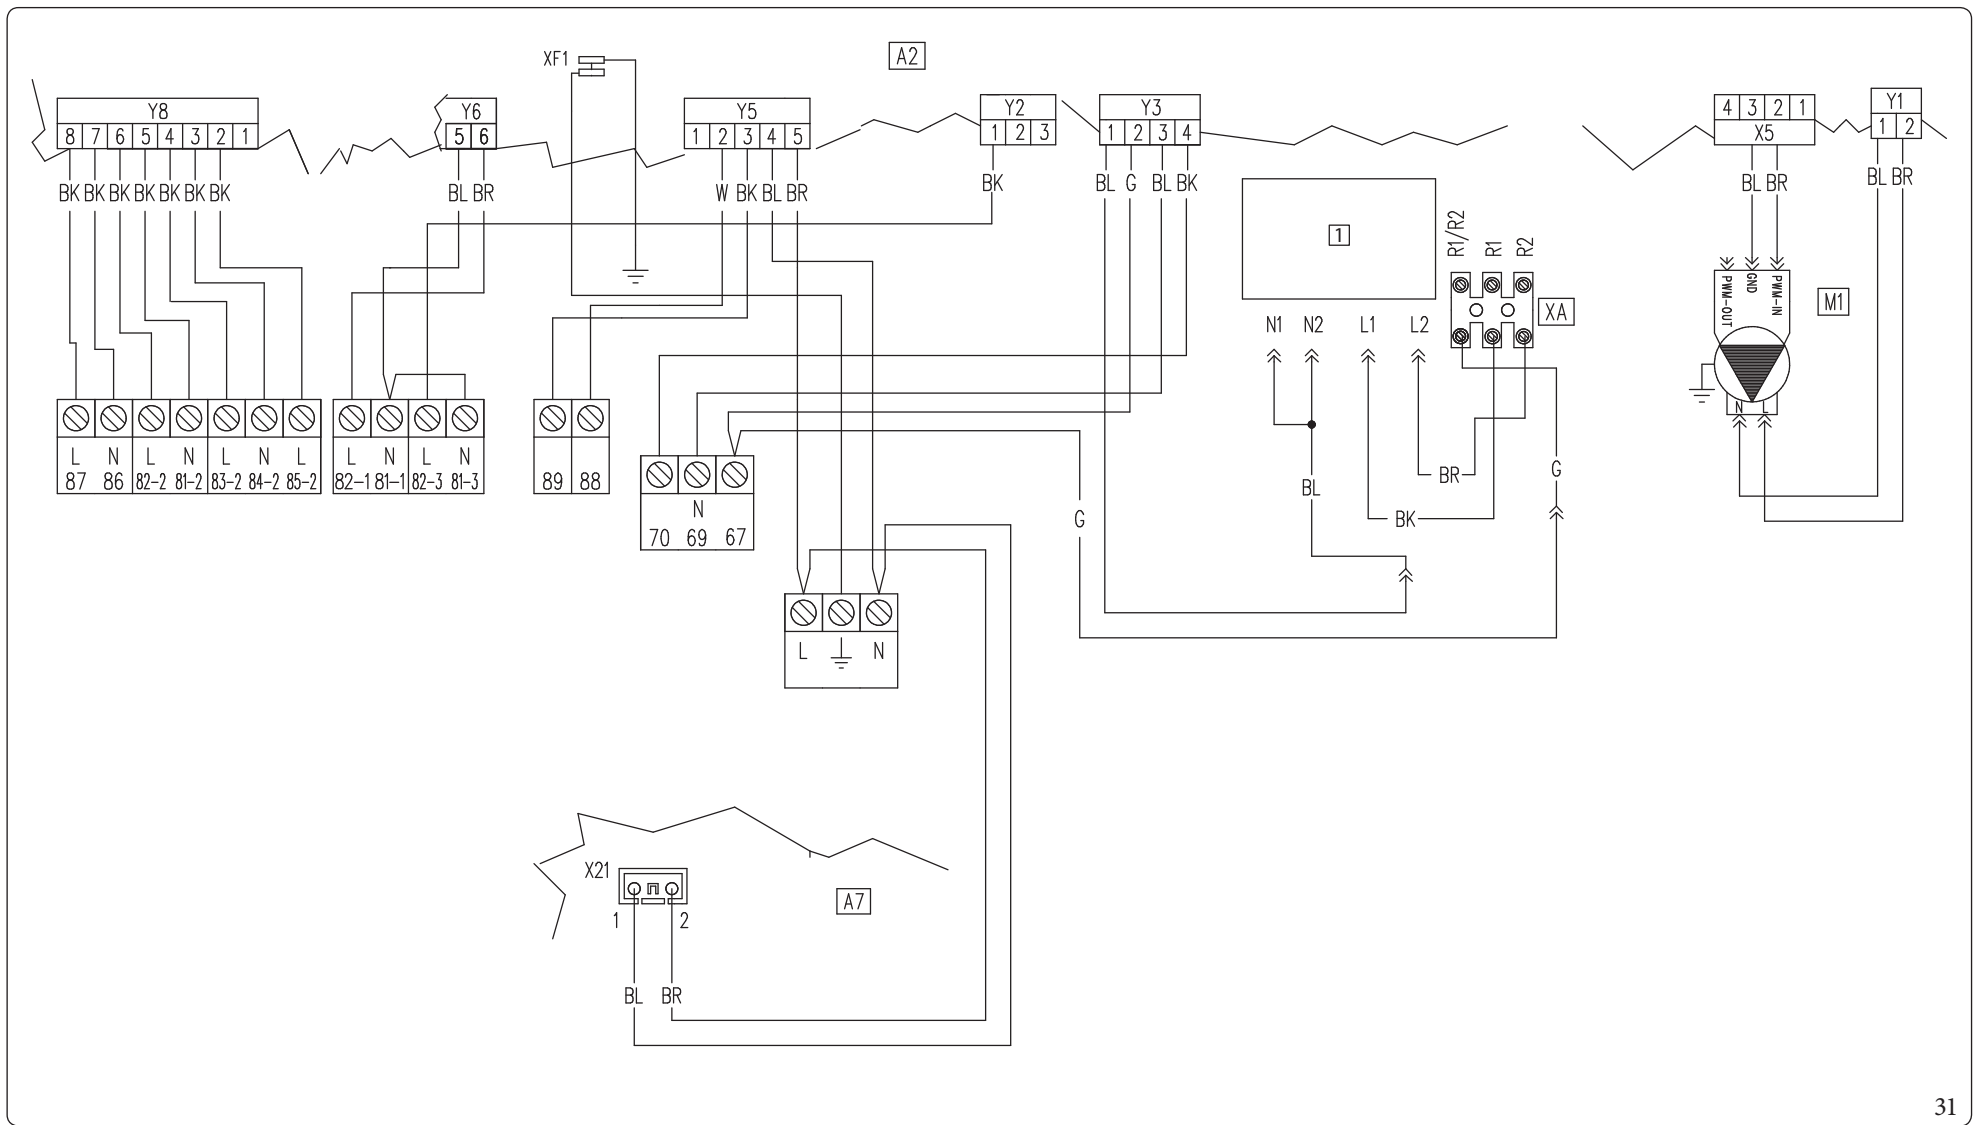 XF1
A2
Y8
8 7 6 5 4 3 2 1
Y6
5 6
Y5
1 2 3 4 5
Y2
1 2 3
Y3
1 2 3 4
4 3 2 1
X5
Y1
1 2
BK BK BK BK BK BK BK
BL BR
W BK BL BR
BK
BL G BL BK
BL BR
BL BR
1
R1/R2
R1
R2
XA
N1 N2 L1 L2
PWM-OUT
GND
PWM-IN
M1
N L
L N L N L N L
87 86 82-2 81-2 83-2 84-2 85-2
L N L N
82-1 81-1 82-3 81-3
89 88
N
70 69 67
G
BL
BR
BK
G
L N
X21
1 2
A7
BL BR
31